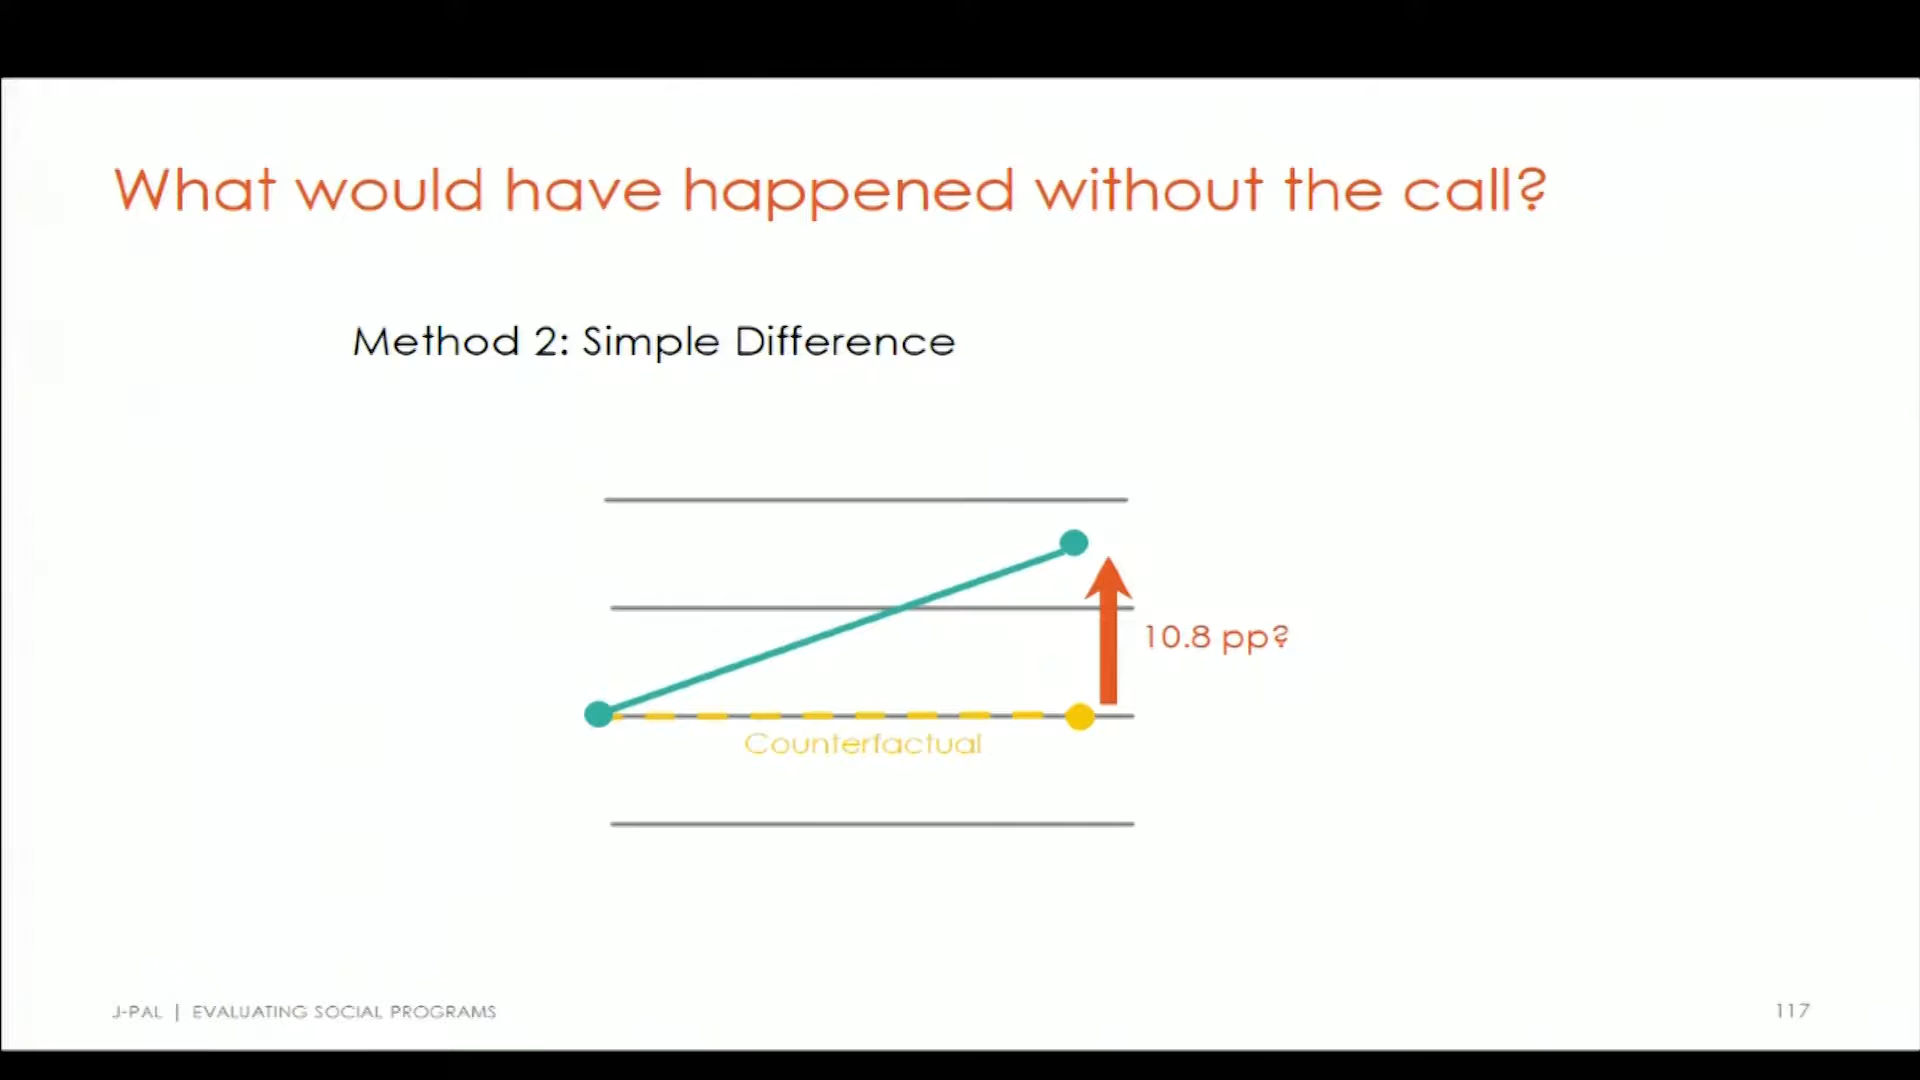 What would have happened without the call?
Method 2: Simple Difference
10.8 pp?
Counterfactual
J-PAL | EVALUATING SOCIAL PROGRAMS
117